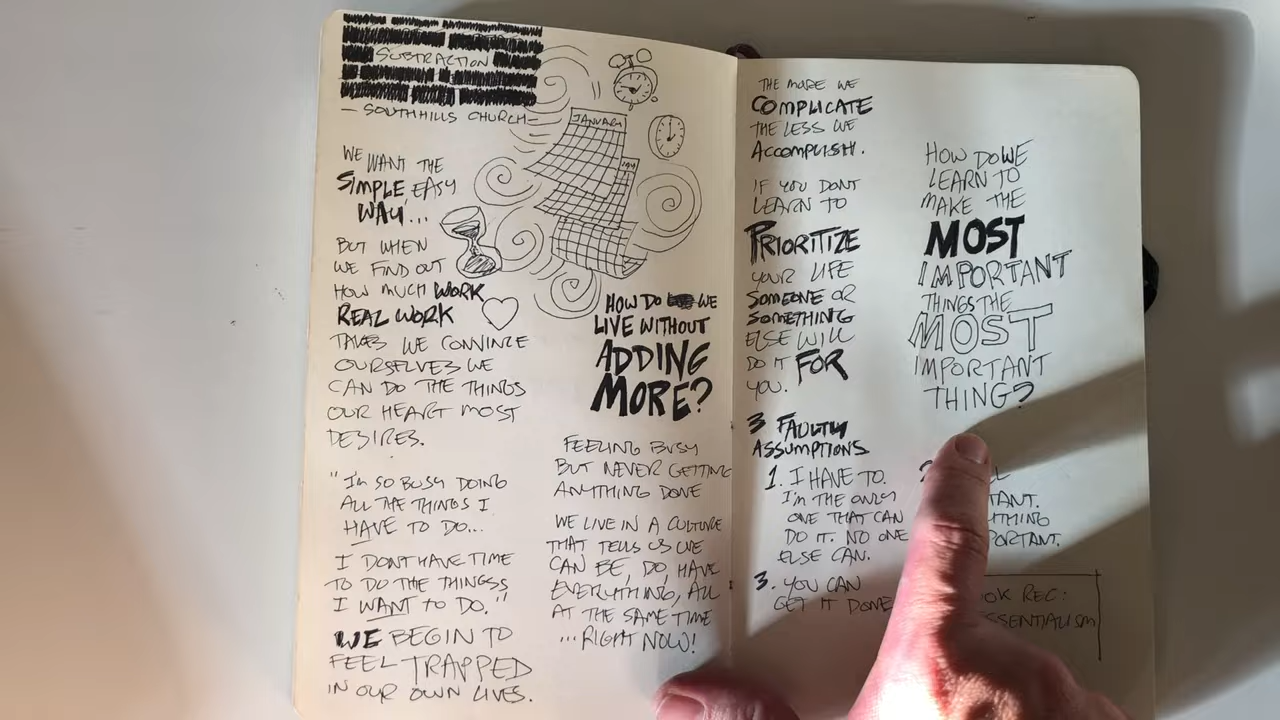 SUBTRACTION
— SOUTHHILLS CHURCH —
WE WANT THE
SIMPLE, EASY
WAY...
BUT WHEN
WE FIND OUT
HOW MUCH WORK
REAL WORK
TAKES WE CONVINCE
OURSELVES WE
CAN DO THE THINGS
OUR HEART MOST
DESIRES.
"I'M SO BUSY DOING
ALL THE THINGS I
HAVE TO DO...
I DONT HAVE TIME
TO DO THE THINGS
I WANT TO DO."
WE BEGIN TO
FEEL TRAPPED
IN OUR OWN LIVES.
JANUARY
HOW DO WE
LIVE WITHOUT
ADDING
MORE?
FEELING BUSY
BUT NEVER GETTING
ANYTHING DONE
WE LIVE IN A CULTURE
THAT TELLS US WE
CAN BE, DO, HAVE
EVERYTHING, ALL
AT THE SAME TIME
...RIGHT NOW!
THE MORE WE
COMPLICATE
THE LESS WE
ACCOMPLISH.
IF YOU DONT
LEARN TO
PRIORITIZE
YOUR LIFE
SOMEONE OR
SOMETHING
ELSE WILL
DO IT FOR
YOU.
3 FAULTY
ASSUMPTIONS
1. I HAVE TO.
I'M THE ONLY
ONE THAT CAN
DO IT. NO ONE
ELSE CAN.
3. YOU CAN
GET IT DONE
HOW DO WE
LEARN TO
MAKE THE
MOST
IMPORTANT
THINGS THE
MOST
IMPORTANT
THING?
REC:
ESSENTIALISM